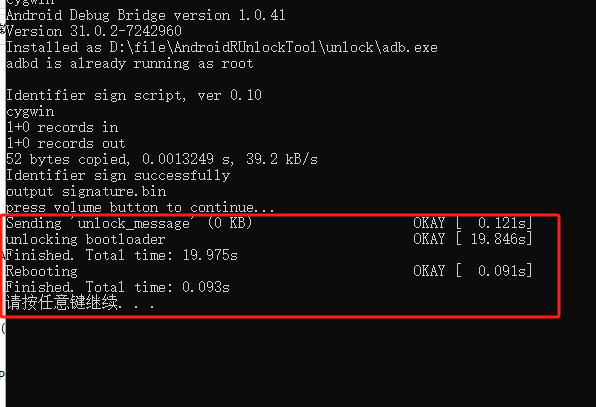 cygwin
Android Debug Bridge version 1.0.41
Version 31.0.2-7242960
Installed as D:\file\AndroidRUnlockTool\unlock\adb.exe
adbd is already running as root
Identifier sign script, ver 0.10
cygwin
1+0 records in
1+0 records out
52 bytes copied, 0.0013249 s, 39.2 kB/s
Identifier sign successfully
output signature.bin
press volume button to continue...
Sending 'unlock_message' (0 KB) OKAY [ 0.121s]
unlocking bootloader OKAY [ 19.846s]
Finished. Total time: 19.975s
Rebooting OKAY [ 0.091s]
Finished. Total time: 0.093s
请按任意键继续. . .